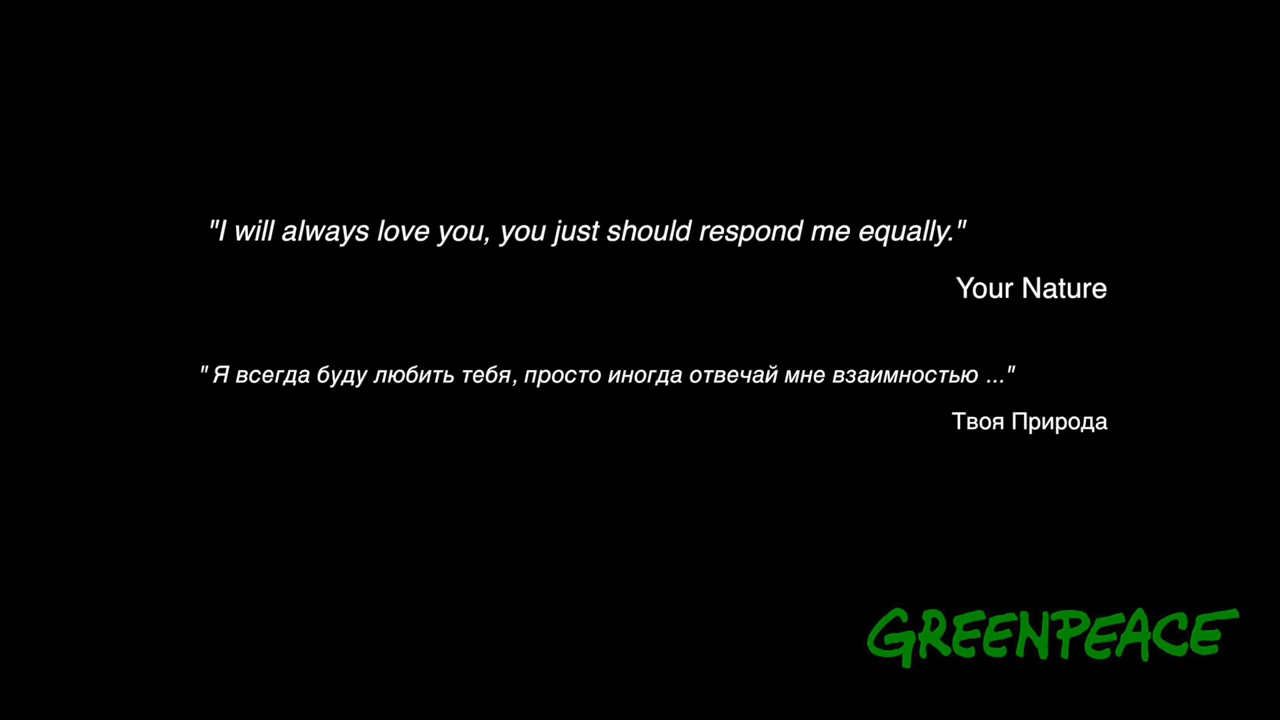 "I will always love you, you just should respond me equally."
Your Nature
" Я всегда буду любить тебя, просто иногда отвечай мне взаимностью ..."
Твоя Природа
GREENPEACE